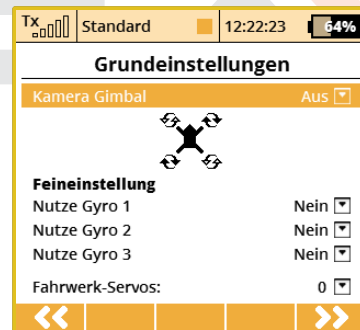 Tx Standard 12:22:23 64%
Grundeinstellungen
Kamera Gimbal Aus
Feineinstellung
Nutze Gyro 1 Nein
Nutze Gyro 2 Nein
Nutze Gyro 3 Nein
Fahrwerk-Servos: 0